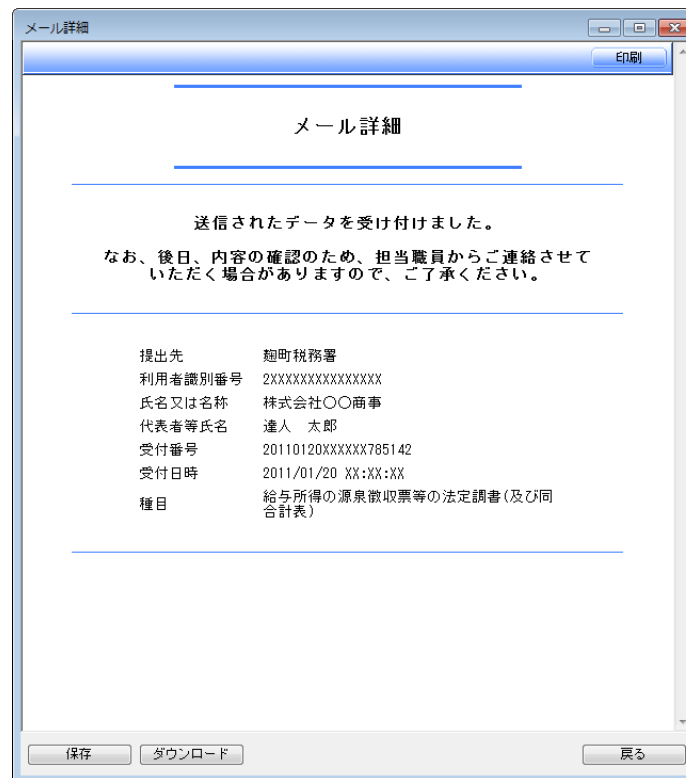 メール詳細
印刷
メール詳細
送信されたデータを受け付けました。
なお、後日、内容の確認のため、担当職員からご連絡させて
いただく場合がありますので、ご了承ください。
提出先 麹町税務署
利用者識別番号 2XXXXXXXXXXXXXXX
氏名又は名称 株式会社○○商事
代表者等氏名 達人 太郎
受付番号 20110120XXXXXX785142
受付日時 2011/01/20 XX:XX:XX
種目 給与所得の源泉徴収票等の法定調書(及び同
合計表)
保存 ダウンロード 戻る